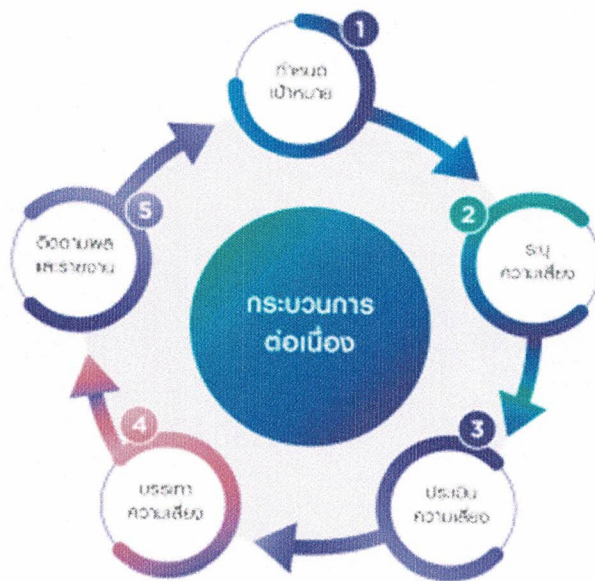 1
กำหนด
เป้าหมาย
2
ระบุ
ความเสี่ยง
3
ประเมิน
ความเสี่ยง
4
บรรเทา
ความเสี่ยง
5
ติดตามผล
และรายงาน
กระบวนการ
ต่อเนื่อง